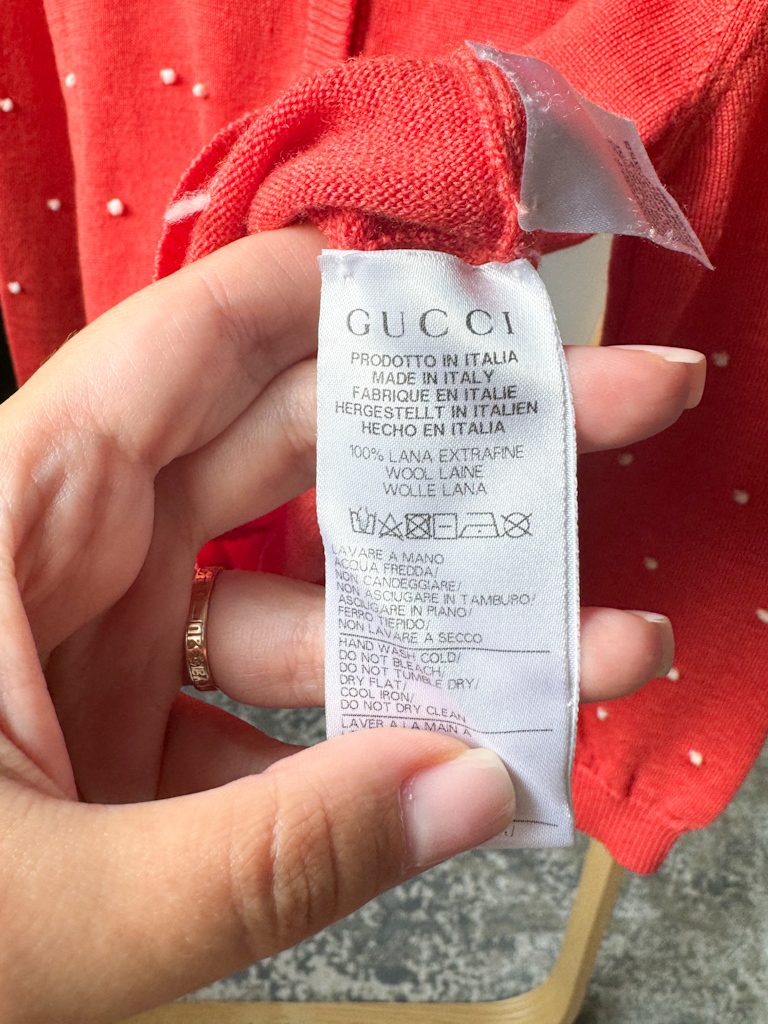 GUCCI
PRODOTTO IN ITALIA
MADE IN ITALY
FABRIQUE EN ITALIE
HERGESTELLT IN ITALIEN
HECHO EN ITALIA
100% LANA EXTRAFINE
WOOL LAINE
WOLLE LANA
LAVARE A MANO
ACQUA FREDDA/
NON CANDEGGIARE/
NON ASCIUGARE IN TAMBURO/
ASCIUGARE IN PIANO/
FERRO TIEPIDO/
NON LAVARE A SECCO
HAND WASH COLD/
DO NOT BLEACH/
DO NOT TUMBLE DRY/
DRY FLAT/
COOL IRON/
DO NOT DRY CLEAN
LAVER A LA MAIN A